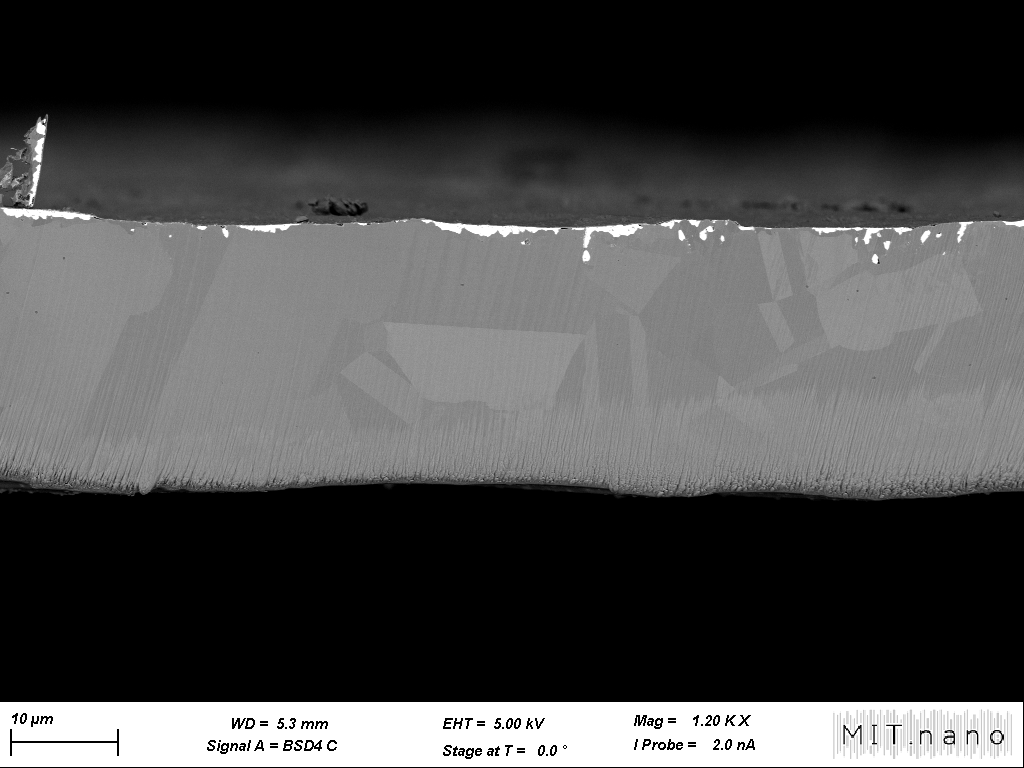 10 µm
WD = 5.3 mm
Signal A = BSD4 C
EHT = 5.00 kV
Stage at T = 0.0 °
Mag = 1.20 K X
I Probe = 2.0 nA
MIT.nano